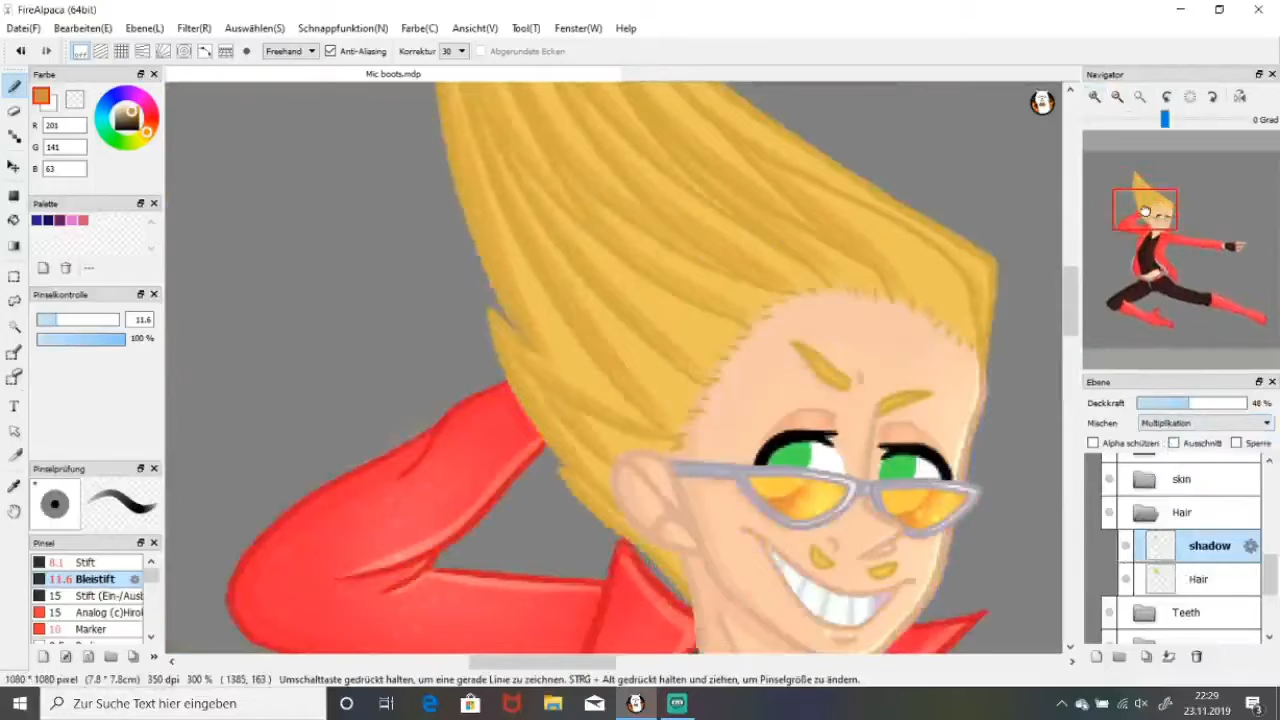 FireAlpaca (64bit)
Datei(F) Bearbeiten(E) Ebene(L) Filter(R) Auswählen(S) Schnappfunktion(N) Farbe(C) Ansicht(V) Tool(T) Fenster(W) Help
off Freehand Anti-Aliasing Korrektur 30 Abgerundete Ecken
Farbe Mic boots.mdp Navigator
R 201
G 141
B 63
0 Grad
Palette
Pinselkontrolle
11.6
100 %
Ebene
Deckkraft 48 %
Mischen Multiplikation
Alpha schützen Ausschnitt Sperre
skin
Hair
shadow
Hair
Teeth
Pinselprüfung
Pinsel
8.1 Stift
11.6 Bleistift
15 Stift (Ein-/Aus
15 Analog (c)Hirol
10 Marker
1080 * 1080 pixel (7.8 * 7.8cm) 350 dpi 300 % ( 1385, 163 ) Umschaltaste gedrückt halten, um eine gerade Linie zu zeichnen. STRG + Alt gedrückt halten und ziehen, um Pinselgröße zu ändern.
Zur Suche Text hier eingeben
22:29
23.11.2019
3